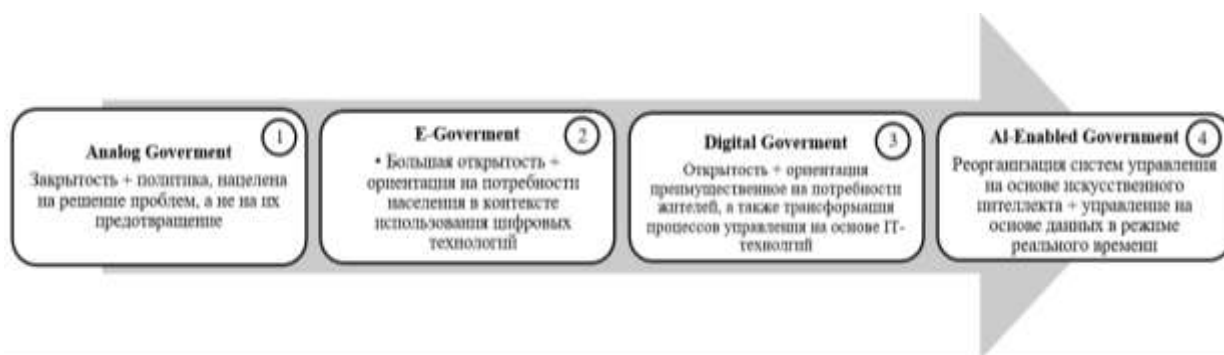 1
Analog Goverment
Закрытость + политика, нацелена
на решение проблем, а не на их
предотвращение
2
E-Goverment
• Большая открытость +
ориентация на потребности
населения в контексте
использования цифровых
технологий
3
Digital Goverment
Открытость + ориентация
преимущественное на потребности
жителей, а также трансформация
процессов управления на основе IT-
технолгий
4
AI-Enabled Government
Реорганизация систем управления
на основе искусственного
интеллекта + управление на
основе данных в режиме
реального времени